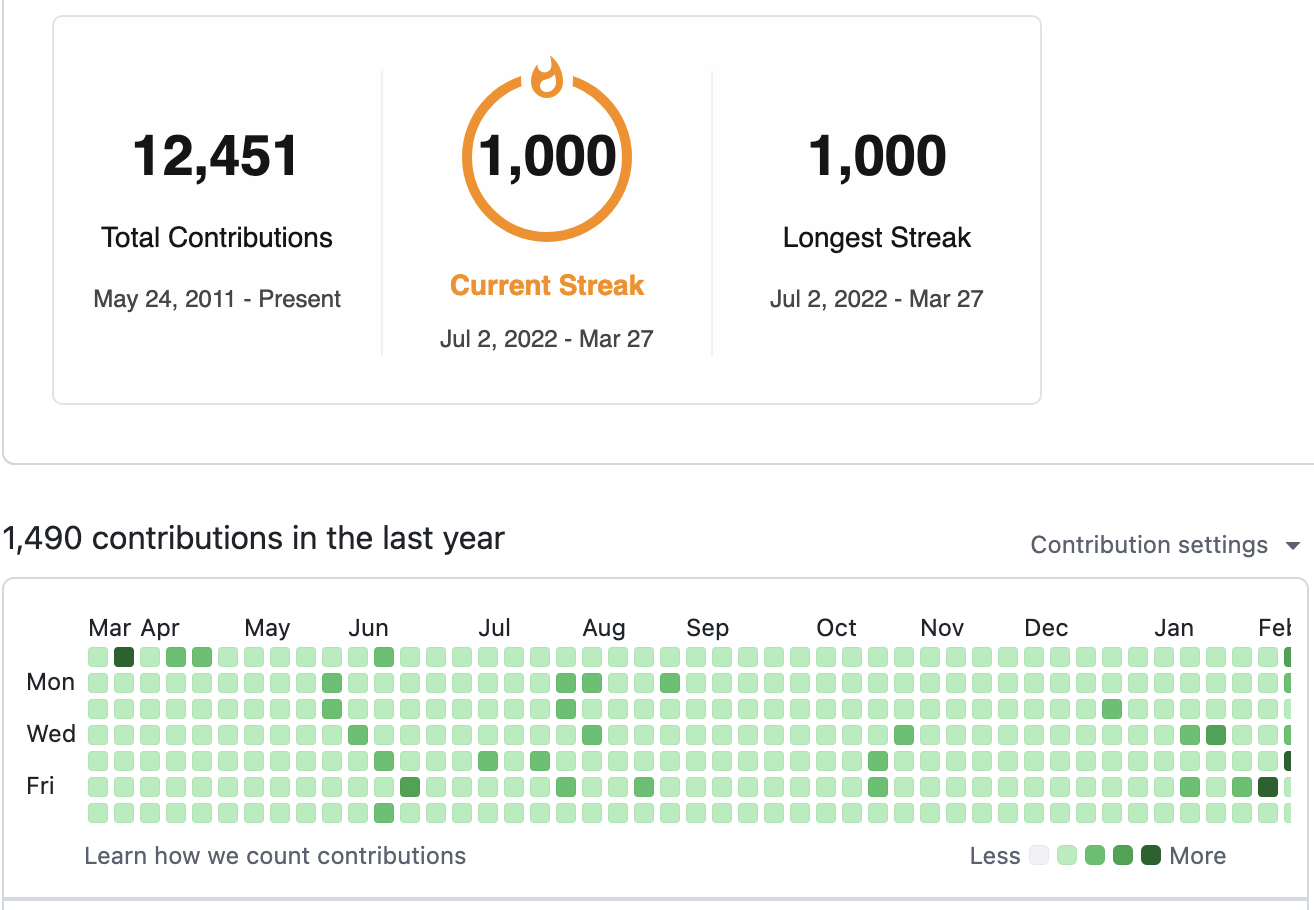 12,451
1,000
1,000
Total Contributions
Current Streak
Longest Streak
May 24, 2011 - Present
Jul 2, 2022 - Mar 27
Jul 2, 2022 - Mar 27
1,490 contributions in the last year
Contribution settings
Mar Apr May Jun Jul Aug Sep Oct Nov Dec Jan Feb
Mon
Wed
Fri
Learn how we count contributions
Less More